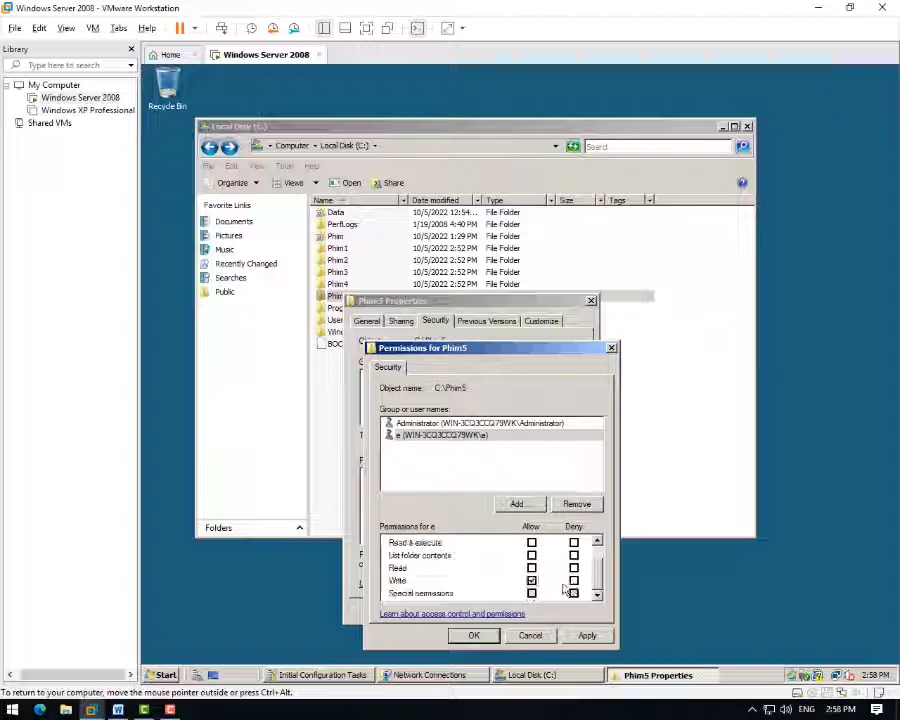 Windows Server 2008 - VMware Workstation
File Edit View VM Tabs Help
Library
Home
Windows Server 2008
Type here to search
My Computer
Windows Server 2008
Windows XP Professional
Shared VMs
Recycle Bin
Local Disk (C:)
Computer Local Disk (C:)
Search
File Edit View Tools Help
Organize Views Open Share
Favorite Links
Documents
Pictures
Music
Recently Changed
Searches
Public
Folders
Name Date modified Type Size Tags
Data 10/5/2022 12:54... File Folder
PerfLogs 1/19/2008 4:40 PM File Folder
Phim 10/5/2022 1:29 PM File Folder
Phim1 10/5/2022 2:52 PM File Folder
Phim2 10/5/2022 2:52 PM File Folder
Phim3 10/5/2022 2:52 PM File Folder
Phim4 10/5/2022 2:52 PM File Folder
Phim
Prog
User
Wind
BOO
Phim5 Properties
General Sharing Security Previous Versions Customize
Permissions for Phim5
Security
Object name: C:\Phim5
Group or user names:
Administrator (WIN-3CQ3CCQ79WK\Administrator)
e (WIN-3CQ3CCQ79WK\e)
Add... Remove
Permissions for e Allow Deny
Read & execute
List folder contents
Read
Write
Special permissions
Learn about access control and permissions
OK Cancel Apply
Start
Initial Configuration Tasks
Network Connections
Local Disk (C:)
Phim5 Properties
2:58 PM
To return to your computer, move the mouse pointer outside or press Ctrl+Alt.
ENG 2:58 PM